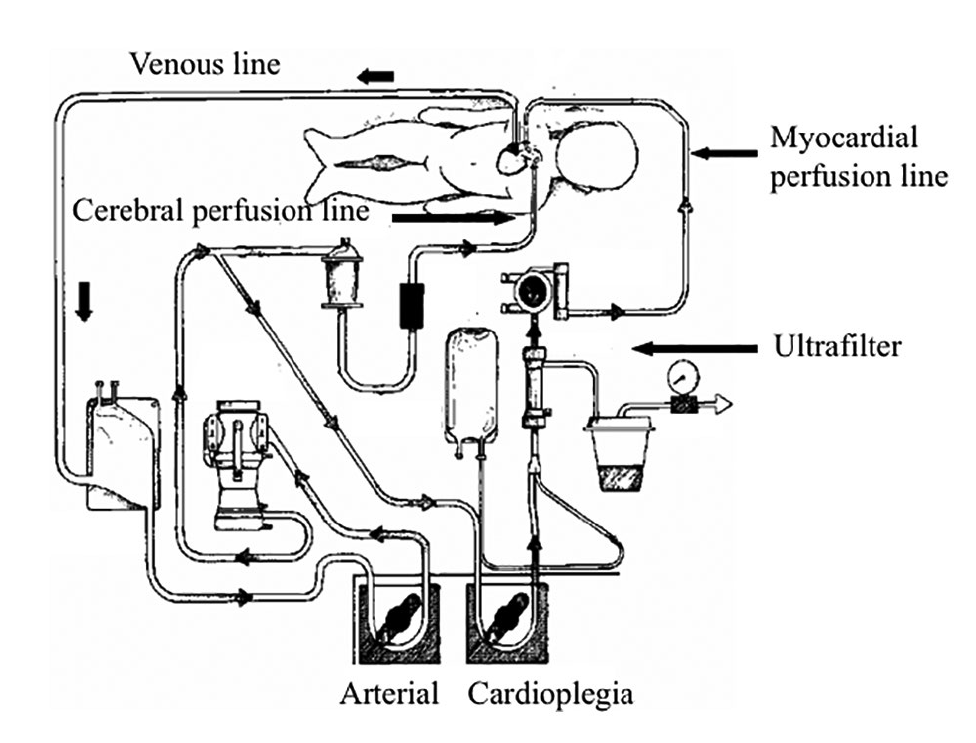 Venous line
Myocardial
perfusion line
Cerebral perfusion line
Ultrafilter
Arterial
Cardioplegia